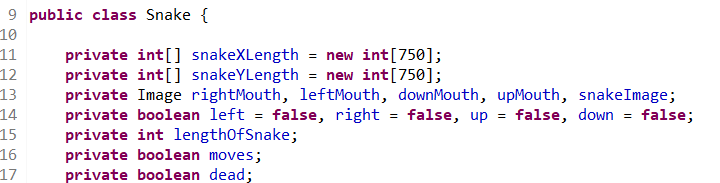 9 public class Snake {
10
11 private int[] snakeXLength = new int[750];
12 private int[] snakeYLength = new int[750];
13 private Image rightMouth, leftMouth, downMouth, upMouth, snakeImage;
14 private boolean left = false, right = false, up = false, down = false;
15 private int lengthOfSnake;
16 private boolean moves;
17 private boolean dead;